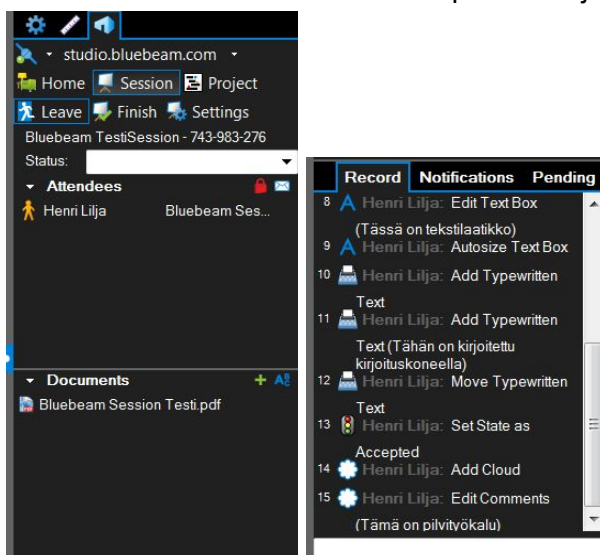 studio.bluebeam.com
Home Session Project
Leave Finish Settings
Bluebeam TestiSession - 743-983-276
Status:
Attendees
Henri Lilja Bluebeam Ses...
Documents
Bluebeam Session Testi.pdf
Record Notifications Pending
8 Henri Lilja: Edit Text Box
(Tässä on tekstilaatikko)
9 Henri Lilja: Autosize Text Box
10 Henri Lilja: Add Typewritten
Text
11 Henri Lilja: Add Typewritten
Text (Tähän on kirjoitettu
kirjoituskoneella)
12 Henri Lilja: Move Typewritten
Text
13 Henri Lilja: Set State as
Accepted
14 Henri Lilja: Add Cloud
15 Henri Lilja: Edit Comments
(Tämä on pilvityökalu)